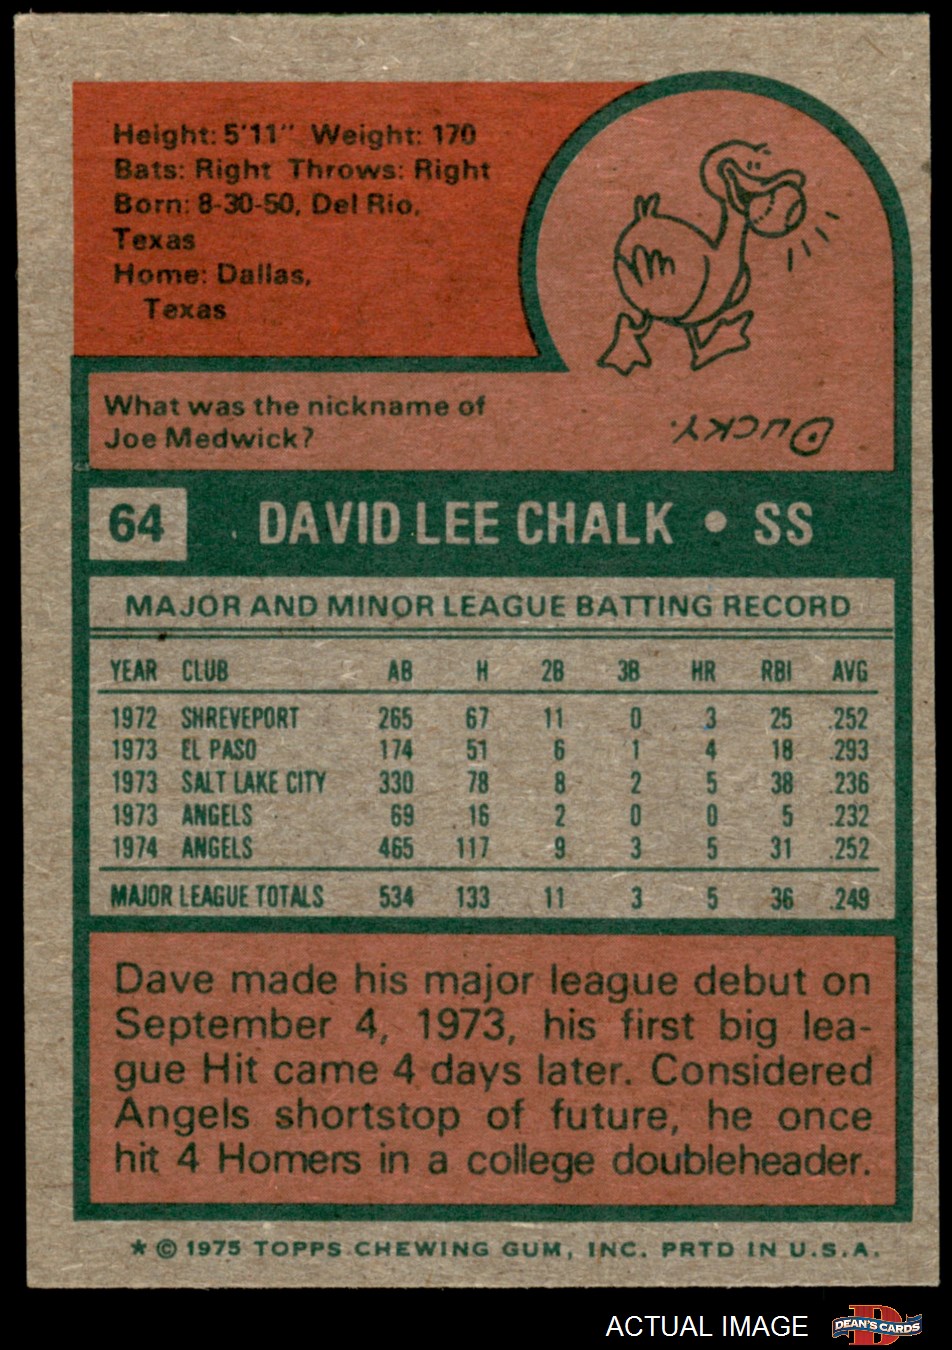 Height: 5'11" Weight: 170
Bats: Right Throws: Right
Born: 8-30-50, Del Rio,
Texas
Home: Dallas,
Texas
What was the nickname of
Joe Medwick?
DUCKY.
64 DAVID LEE CHALK • SS
MAJOR AND MINOR LEAGUE BATTING RECORD
YEAR CLUB AB H 2B 3B HR RBI AVG
1972 SHREVEPORT 265 67 11 0 3 25 .252
1973 EL PASO 174 51 6 1 4 18 .293
1973 SALT LAKE CITY 330 78 8 2 5 38 .236
1973 ANGELS 69 16 2 0 0 5 .232
1974 ANGELS 465 117 9 3 5 31 .252
MAJOR LEAGUE TOTALS 534 133 11 3 5 36 .249
Dave made his major league debut on
September 4, 1973, his first big lea-
gue Hit came 4 days later. Considered
Angels shortstop of future, he once
hit 4 Homers in a college doubleheader.
* © 1975 TOPPS CHEWING GUM, INC. PRTD IN U.S.A.
ACTUAL IMAGE
DEAN'S CARDS